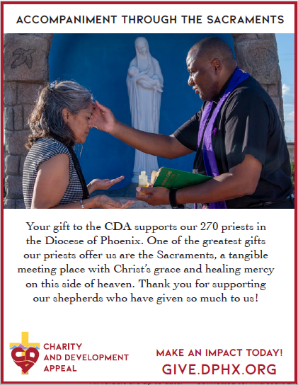 ACCOMPANIMENT THROUGH THE SACRAMENTS
Your gift to the CDA supports our 270 priests in
the Diocese of Phoenix. One of the greatest gifts
our priests offer us are the Sacraments, a tangible
meeting place with Christ's grace and healing mercy
on this side of heaven. Thank you for supporting
our shepherds who have given so much to us!
CHARITY
AND DEVELOPMENT
APPEAL
MAKE AN IMPACT TODAY!
GIVE.DPHX.ORG